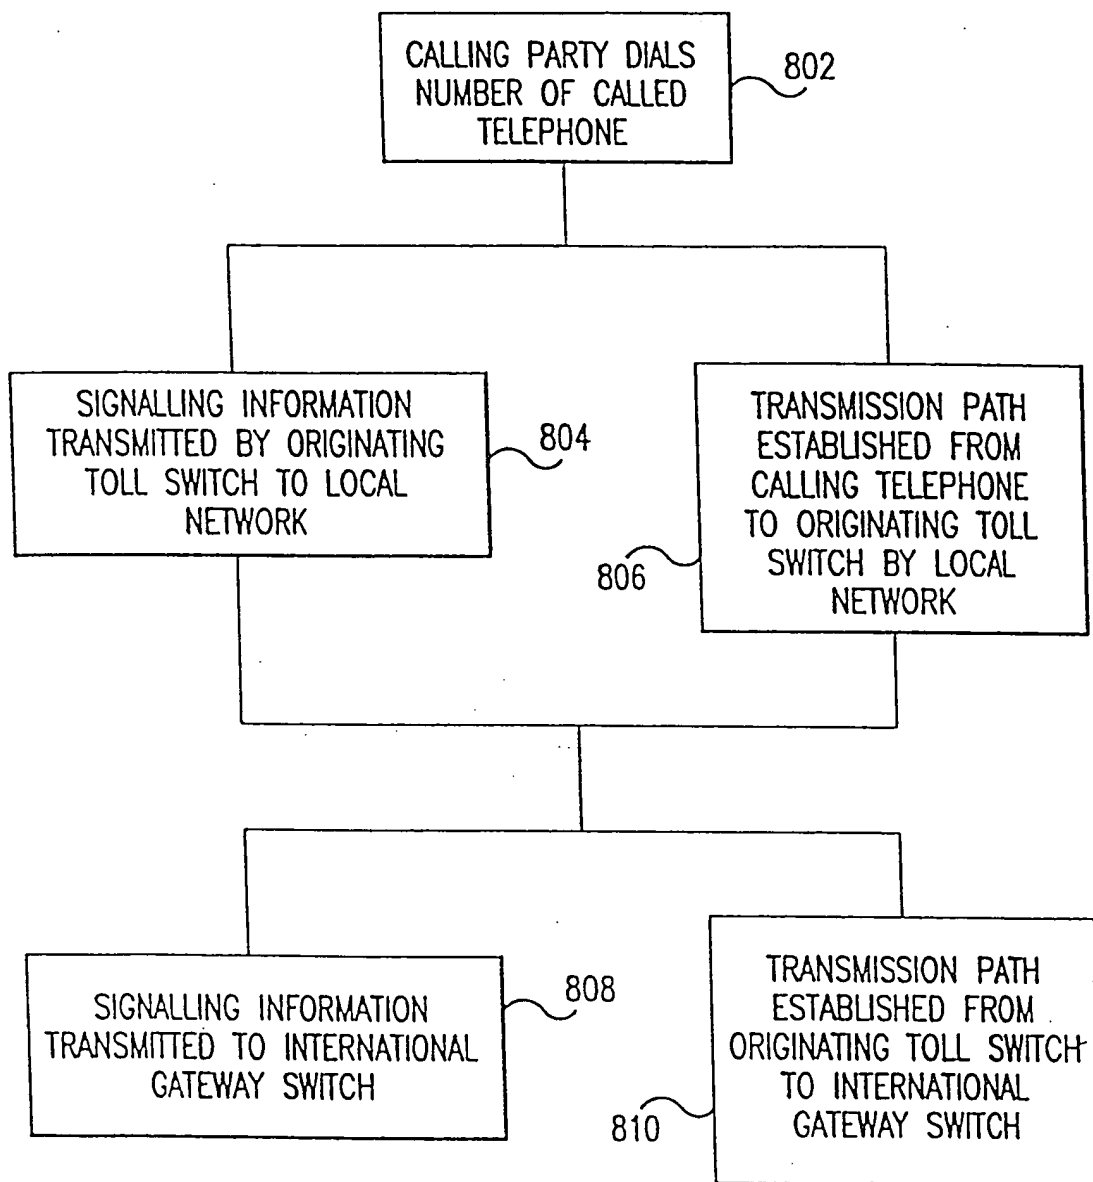 CALLING PARTY DIALS
NUMBER OF CALLED
TELEPHONE
802
SIGNALLING INFORMATION
TRANSMITTED BY ORIGINATING
TOLL SWITCH TO LOCAL
NETWORK
804
TRANSMISSION PATH
ESTABLISHED FROM
CALLING TELEPHONE
TO ORIGINATING TOLL
SWITCH BY LOCAL
NETWORK
806
SIGNALLING INFORMATION
TRANSMITTED TO INTERNATIONAL
GATEWAY SWITCH
808
TRANSMISSION PATH
ESTABLISHED FROM
ORIGINATING TOLL SWITCH
TO INTERNATIONAL
GATEWAY SWITCH
810